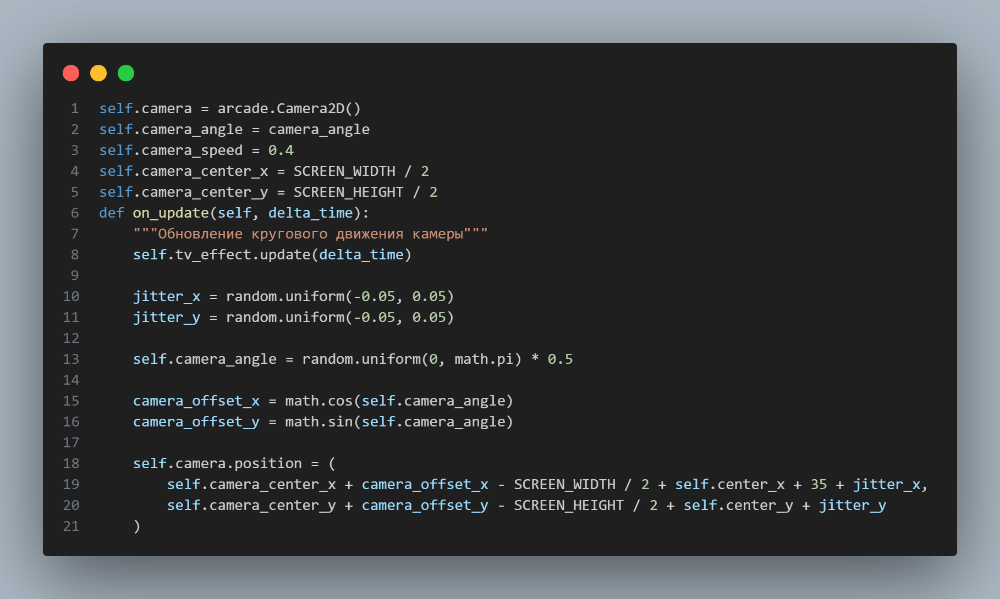 1 self.camera = arcade.Camera2D()
2 self.camera_angle = camera_angle
3 self.camera_speed = 0.4
4 self.camera_center_x = SCREEN_WIDTH / 2
5 self.camera_center_y = SCREEN_HEIGHT / 2
6 def on_update(self, delta_time):
7     """Обновление кругового движения камеры"""
8     self.tv_effect.update(delta_time)
9
10     jitter_x = random.uniform(-0.05, 0.05)
11     jitter_y = random.uniform(-0.05, 0.05)
12
13     self.camera_angle = random.uniform(0, math.pi) * 0.5
14
15     camera_offset_x = math.cos(self.camera_angle)
16     camera_offset_y = math.sin(self.camera_angle)
17
18     self.camera.position = (
19         self.camera_center_x + camera_offset_x - SCREEN_WIDTH / 2 + self.center_x + 35 + jitter_x,
20         self.camera_center_y + camera_offset_y - SCREEN_HEIGHT / 2 + self.center_y + jitter_y
21     )